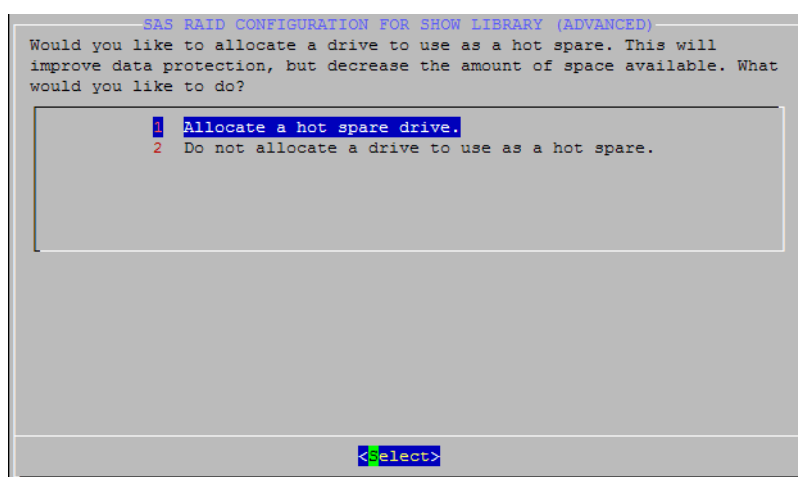 SAS RAID CONFIGURATION FOR SHOW LIBRARY (ADVANCED)
Would you like to allocate a drive to use as a hot spare. This will
improve data protection, but decrease the amount of space available. What
would you like to do?
1 Allocate a hot spare drive.
2 Do not allocate a drive to use as a hot spare.
<Select>